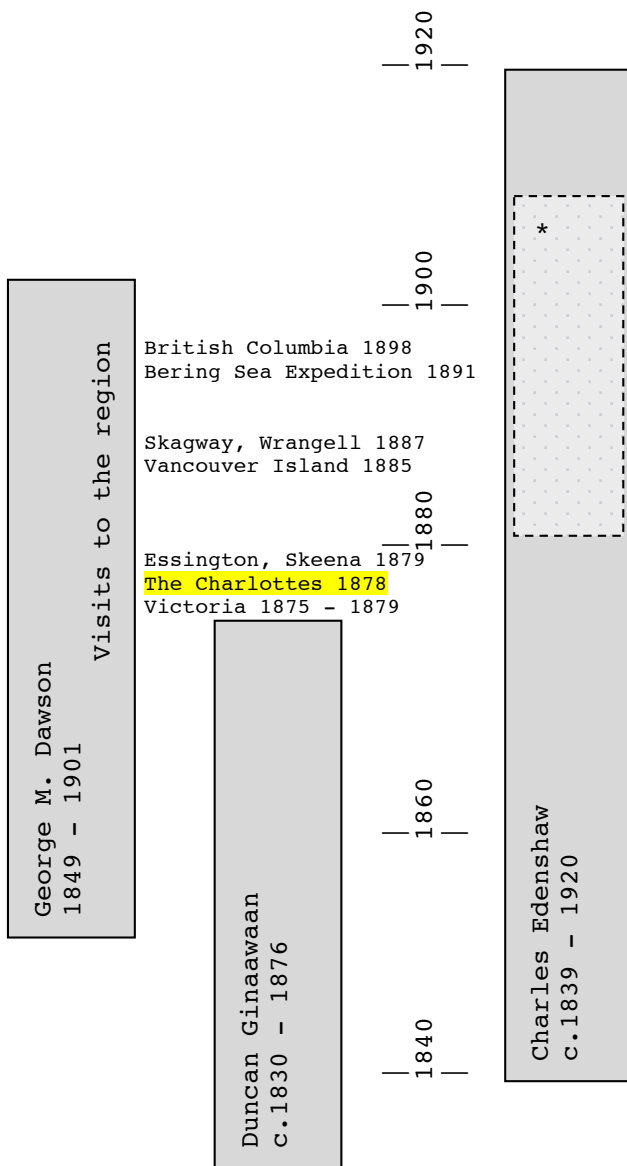 1920
*
1900
British Columbia 1898
Bering Sea Expedition 1891
Visits to the region
Skagway, Wrangell 1887
Vancouver Island 1885
1880
Essington, Skeena 1879
The Charlottes 1878
Victoria 1875 – 1879
George M. Dawson
1849 – 1901
1860
Charles Edenshaw
c.1839 – 1920
Duncan Ginaawaan
c.1830 – 1876
1840